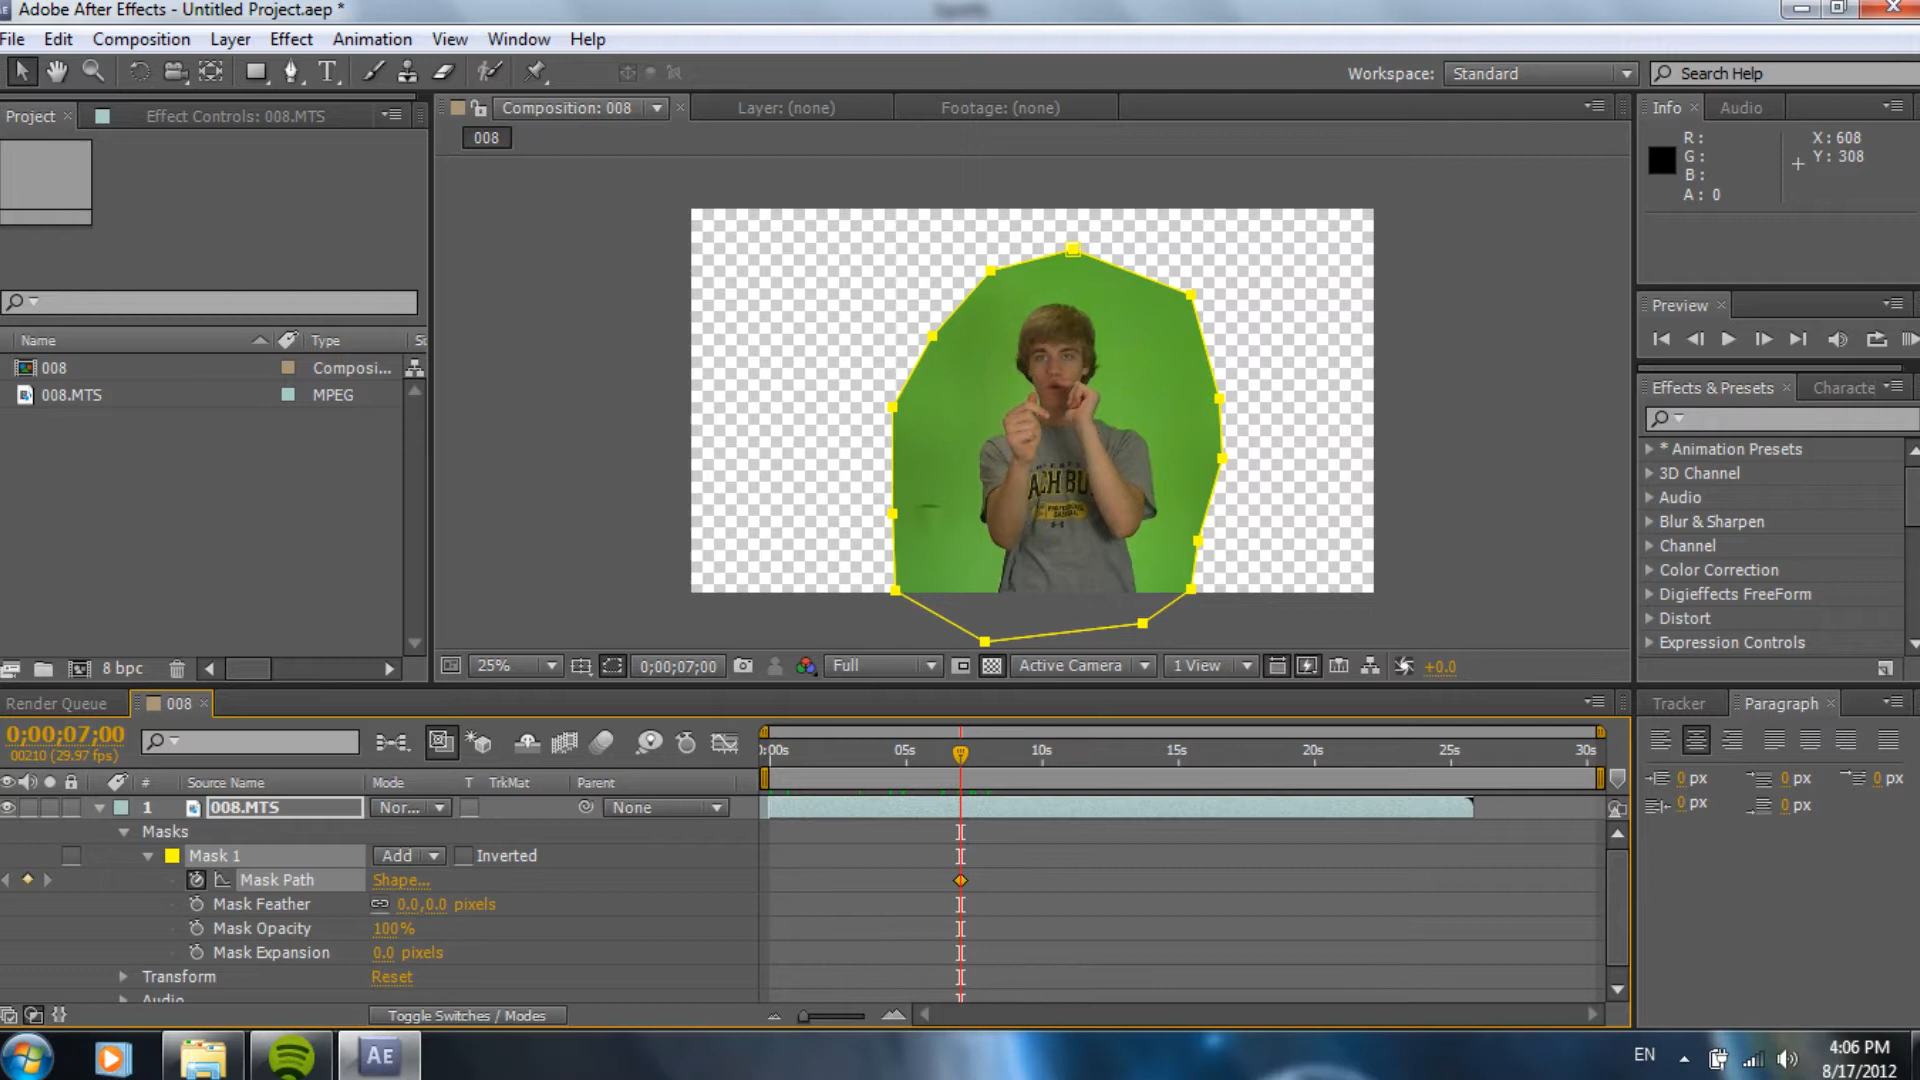 Adobe After Effects - Untitled Project.aep *
File Edit Composition Layer Effect Animation View Window Help
Workspace: Standard Search Help
Project Effect Controls: 008.MTS
Composition: 008 Layer: (none) Footage: (none)
008
Info Audio
R :
G :
B :
A : 0
X : 608
Y : 308
Name Type
008 Composi...
008.MTS MPEG
8 bpc
ACH BU
25% 0;00;07;00 Full Active Camera 1 View +0.0
Preview
Effects & Presets Characte
* Animation Presets
3D Channel
Audio
Blur & Sharpen
Channel
Color Correction
Digieffects FreeForm
Distort
Expression Controls
Render Queue 008
0;00;07;00
00210 (29.97 fps)
0:00s 05s 10s 15s 20s 25s 30s
# Source Name Mode T TrkMat Parent
1 008.MTS Nor... None
Masks
Mask 1 Add Inverted
Mask Path Shape...
Mask Feather 0.0,0.0 pixels
Mask Opacity 100%
Mask Expansion 0.0 pixels
Transform Reset
Audio
Toggle Switches / Modes
Tracker Paragraph
0 px 0 px 0 px
0 px 0 px
AE
EN
4:06 PM
8/17/2012